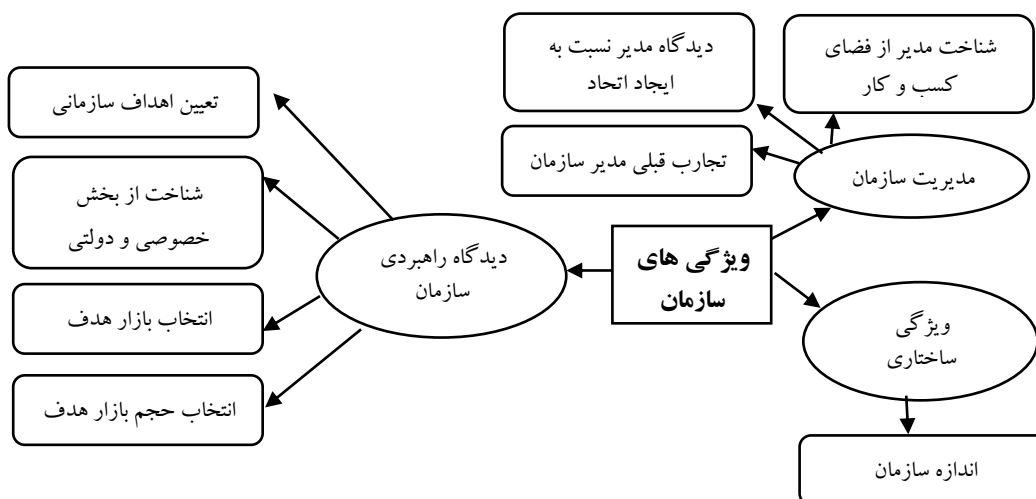 شناخت مدیر از فضای
کسب و کار
دیدگاه مدیر نسبت به
ایجاد اتحاد
تجارب قبلی مدیر سازمان
مدیریت سازمان
ویژگی های
سازمان
ویژگی
ساختاری
اندازه سازمان
دیدگاه راهبردی
سازمان
تعیین اهداف سازمانی
شناخت از بخش
خصوصی و دولتی
انتخاب بازار هدف
انتخاب حجم بازار هدف